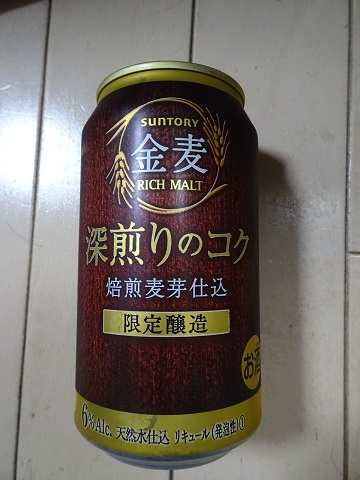 SUNTORY
金麦
RICH MALT
深煎りのコク
焙煎麦芽仕込
限定醸造
お酒
6%Alc. 天然水仕込 リキュール(発泡性)①